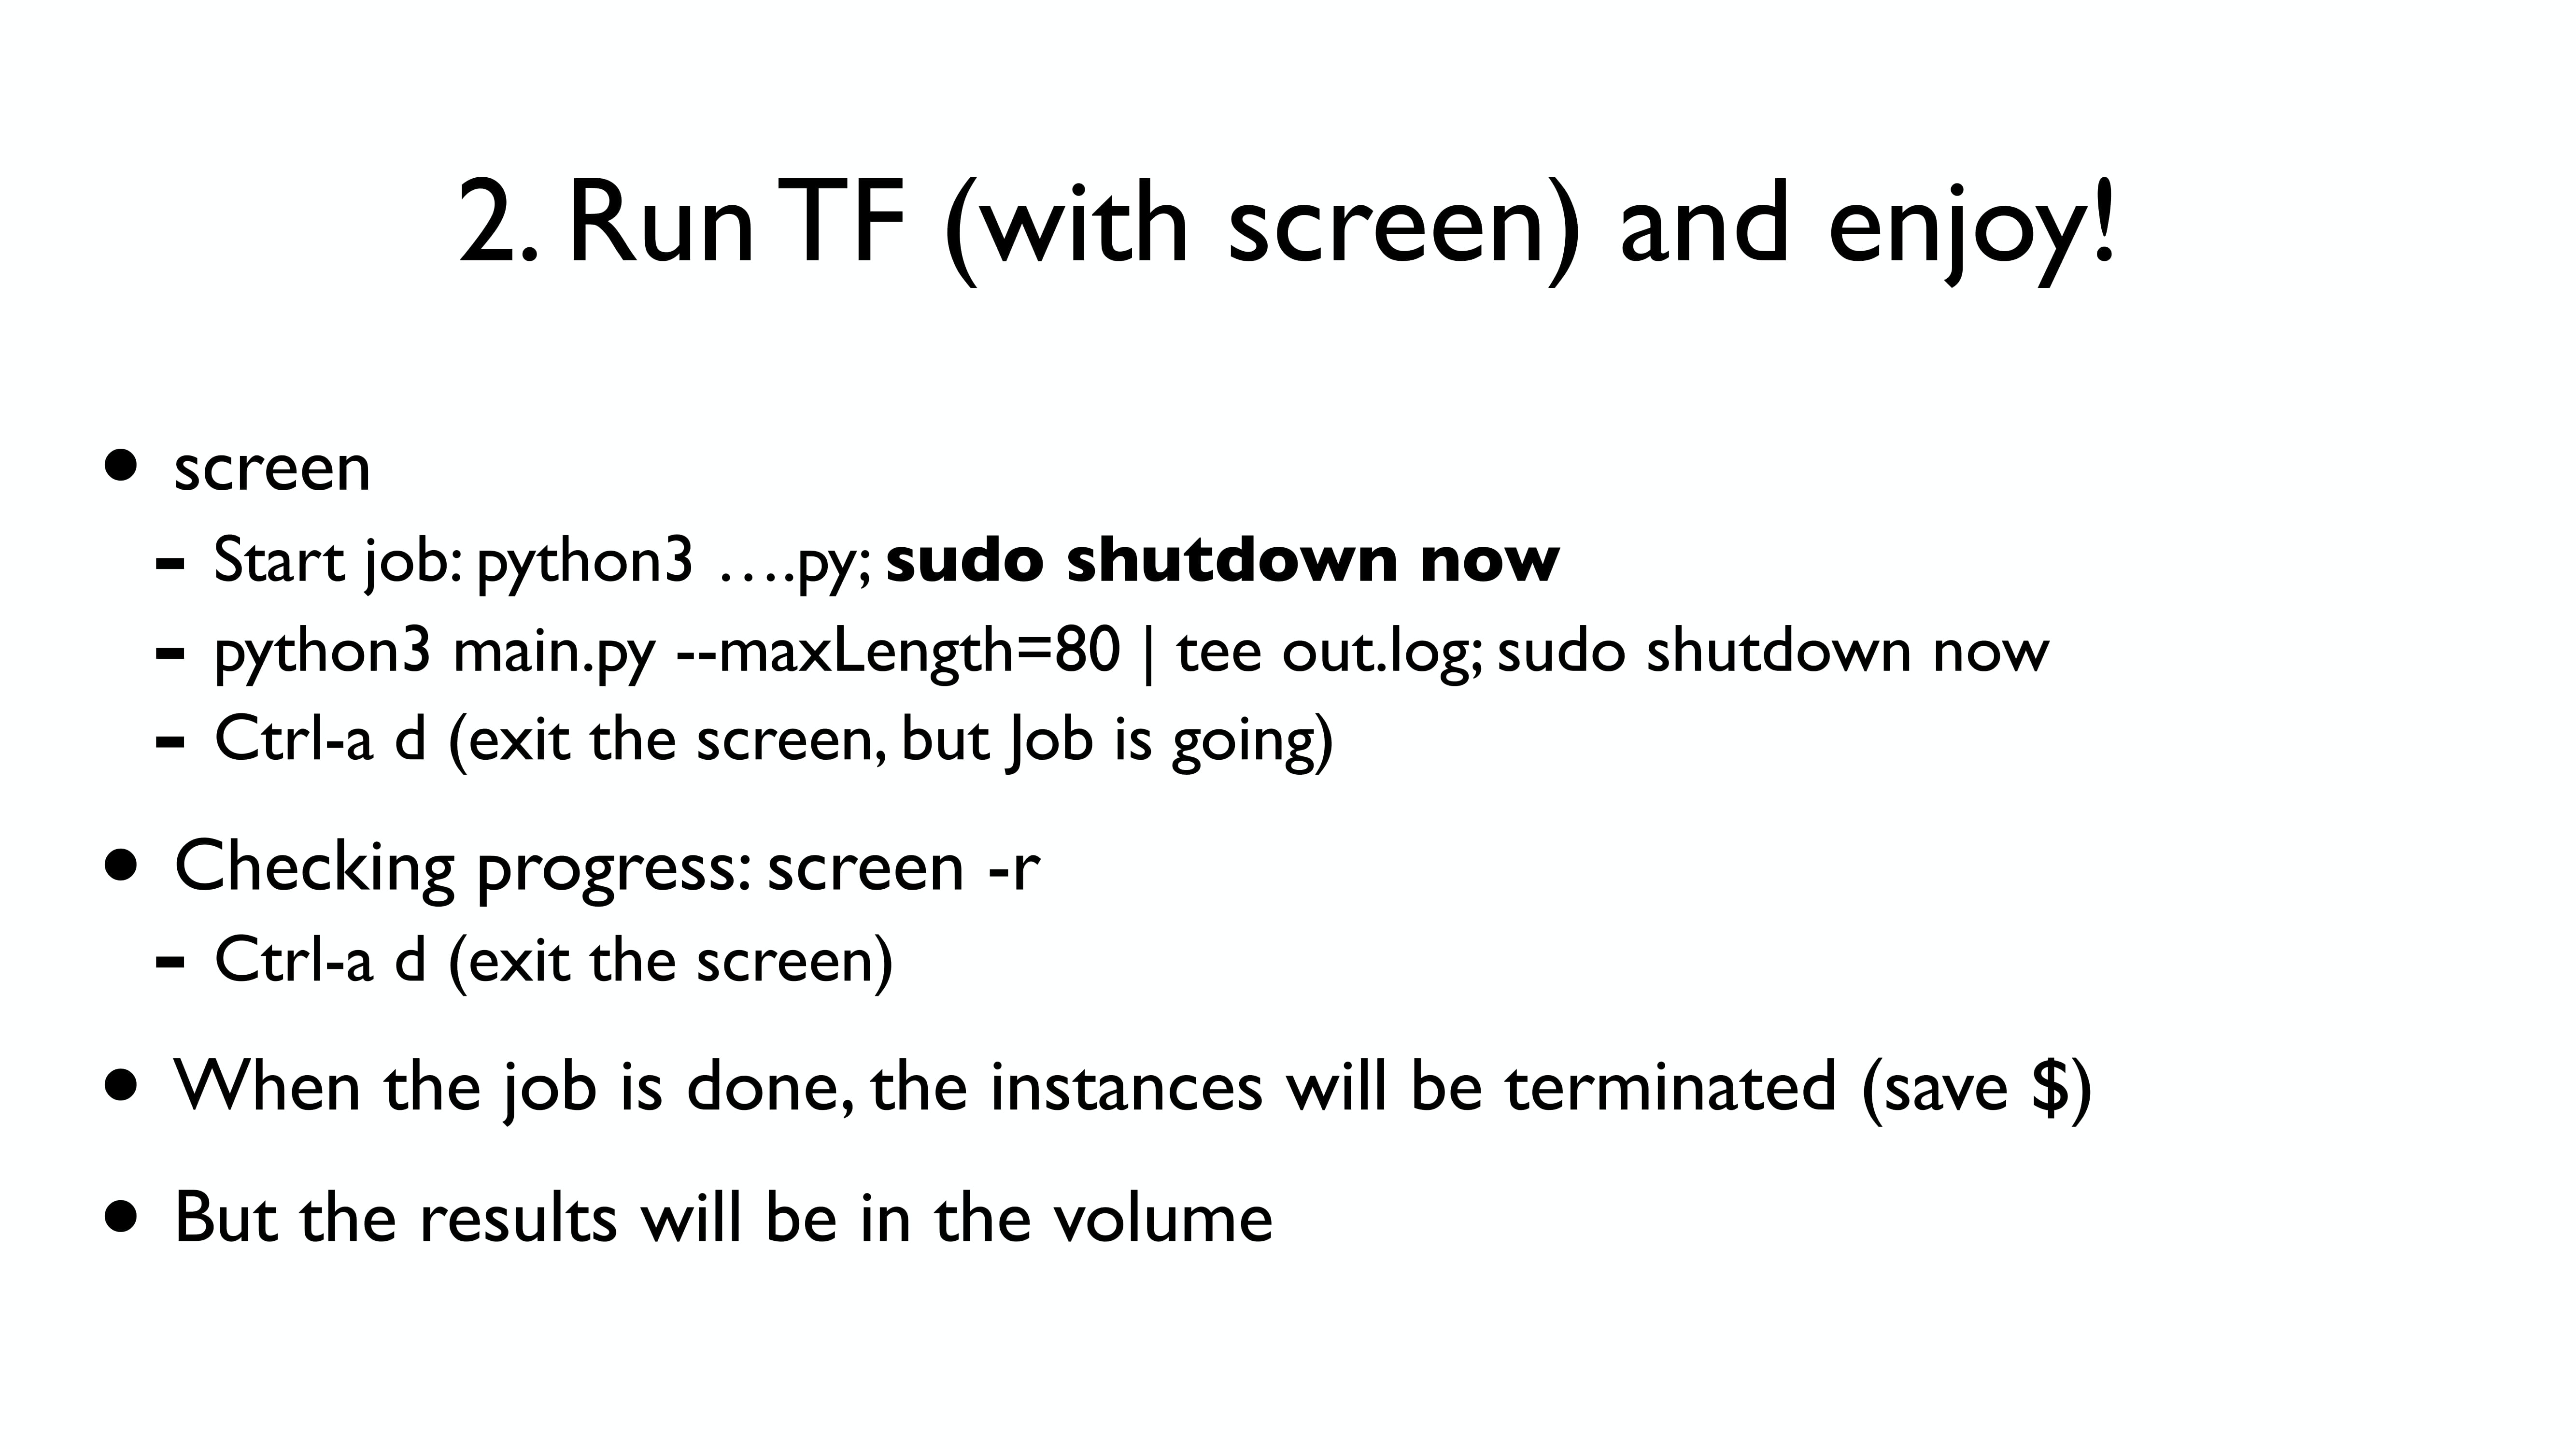 2. Run TF (with screen) and enjoy!
• screen
- Start job: python3 ….py; sudo shutdown now
- python3 main.py --maxLength=80 | tee out.log; sudo shutdown now
- Ctrl-a d (exit the screen, but Job is going)
• Checking progress: screen -r
- Ctrl-a d (exit the screen)
• When the job is done, the instances will be terminated (save $)
• But the results will be in the volume